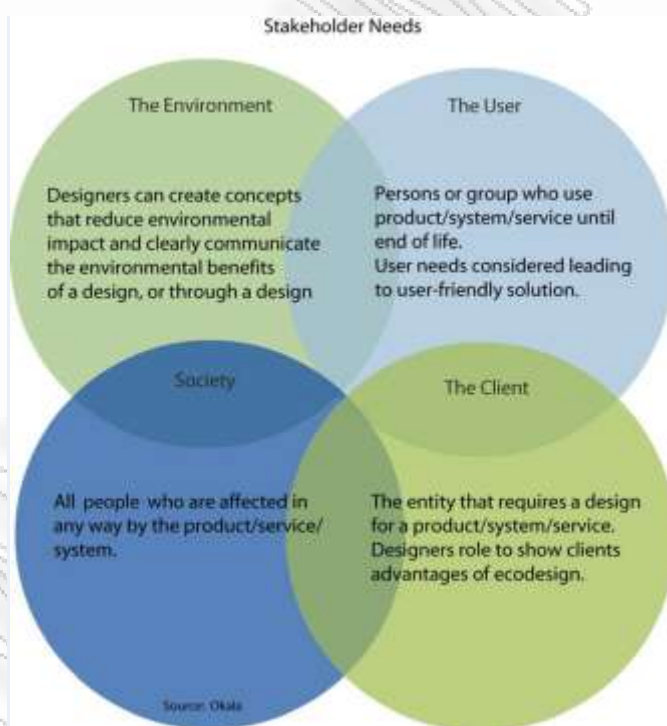 Stakeholder Needs
The Environment
Designers can create concepts
that reduce environmental
impact and clearly communicate
the environmental benefits
of a design, or through a design
The User
Persons or group who use
product/system/service until
end of life.
User needs considered leading
to user-friendly solution.
Society
All people who are affected in
any way by the product/service/
system.
The Client
The entity that requires a design
for a product/system/service.
Designers role to show clients
advantages of ecodesign.
Source: Okala